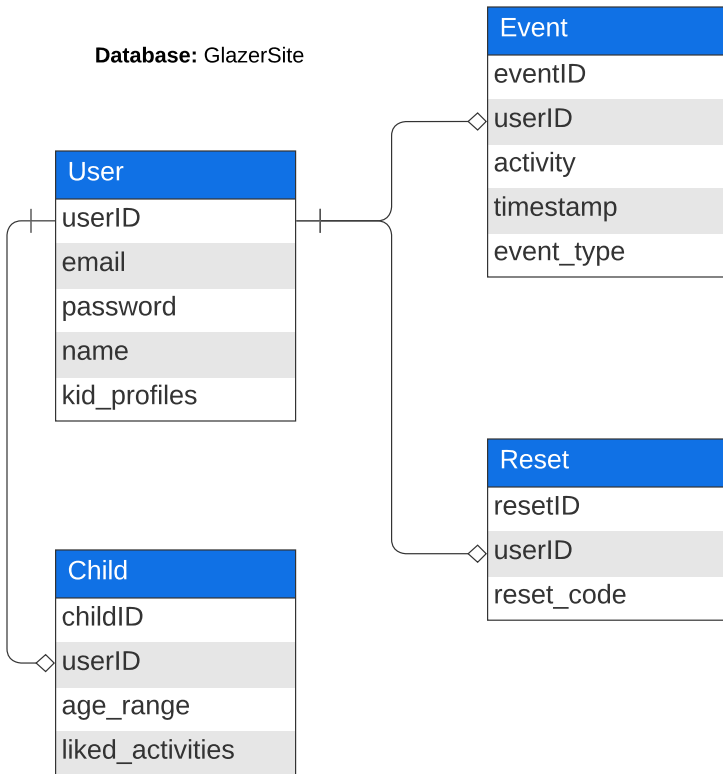 Database: GlazerSite
Event
eventID
userID
activity
timestamp
event_type
User
userID
email
password
name
kid_profiles
Reset
resetID
userID
reset_code
Child
childID
userID
age_range
liked_activities